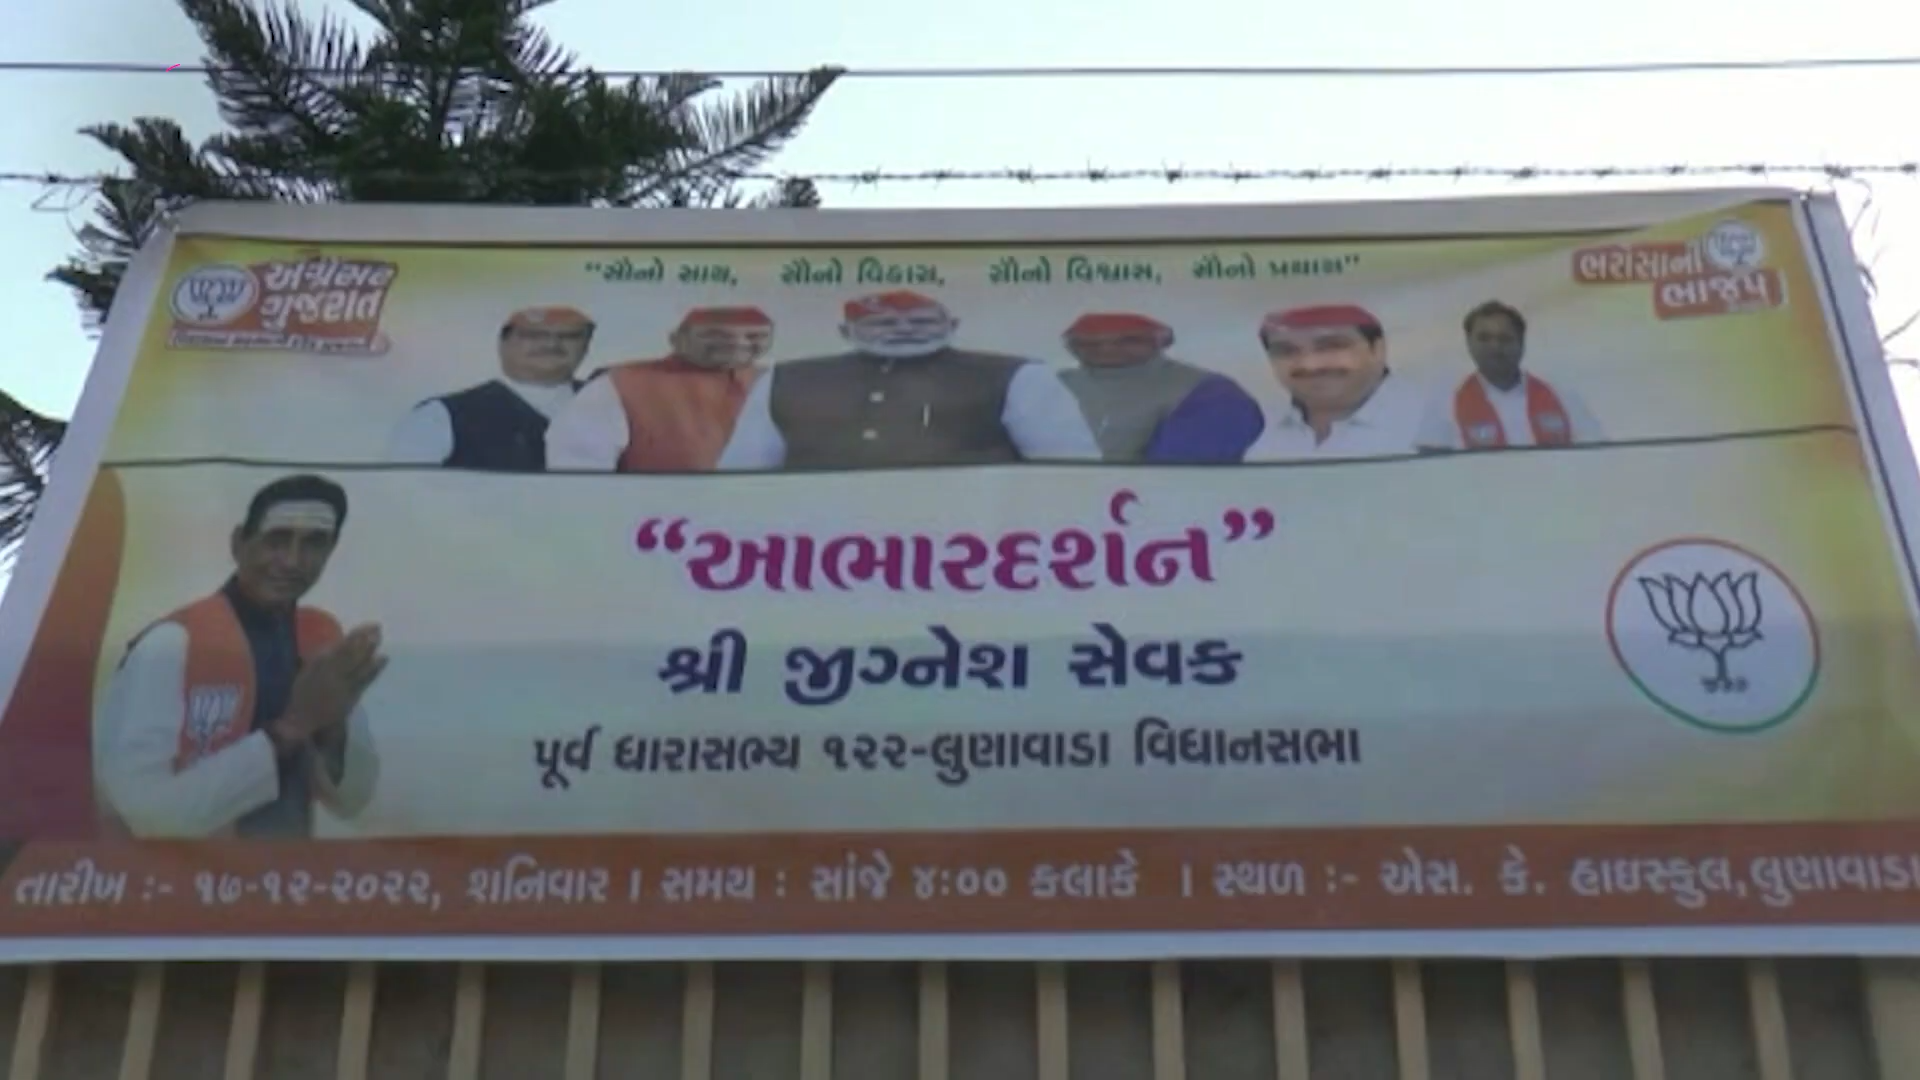 અગ્રેસર
ગુજરાત
“સૌનો સાથ, સૌનો વિકાસ, સૌનો વિશ્વાસ, સૌનો પ્રયાસ”
ભરોસાની
ભાજપ
“આભારદર્શન”
શ્રી જીગ્નેશ સેવક
પૂર્વ ધારાસભ્ય ૧૨૨-લુણાવાડા વિધાનસભા
તારીખ :- ૧૭-૧૨-૨૦૨૨, શનિવાર । સમય : સાંજે ૪:૦૦ કલાકે । સ્થળ :- એસ. કે. હાઇસ્કુલ,લુણાવાડા